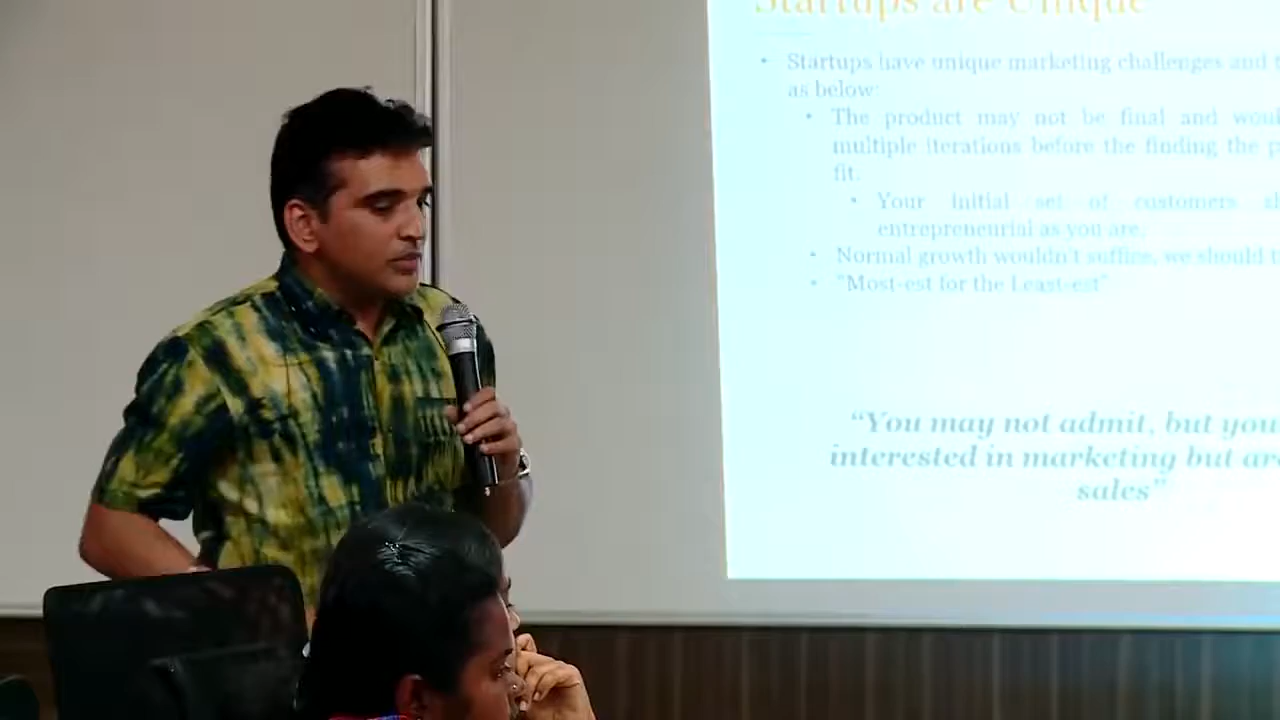 Startups are Unique
• Startups have unique marketing challenges and
as below:
• The product may not be final and
multiple iterations before the finding the
fit.
• Your initial set of customers
entrepreneurial as you are.
• Normal growth wouldn't suffice, we should
• "Most-est for the Least-est"
“You may not admit, but you
interested in marketing but
sales”